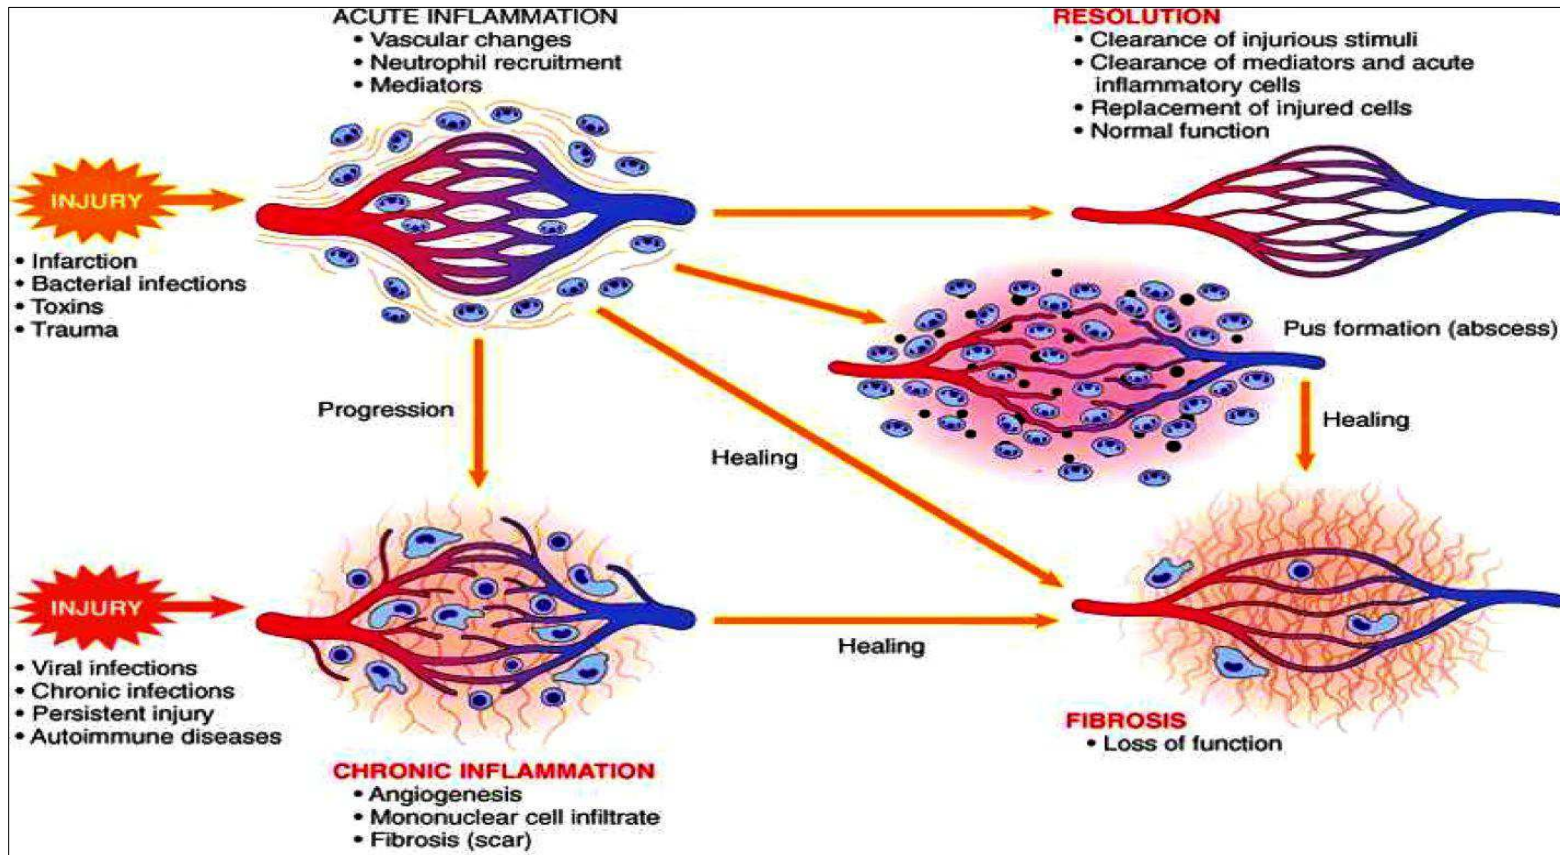 ACUTE INFLAMMATION
• Vascular changes
• Neutrophil recruitment
• Mediators
RESOLUTION
• Clearance of injurious stimuli
• Clearance of mediators and acute
inflammatory cells
• Replacement of injured cells
• Normal function
INJURY
• Infarction
• Bacterial infections
• Toxins
• Trauma
Pus formation (abscess)
Progression
Healing
Healing
INJURY
• Viral infections
• Chronic infections
• Persistent injury
• Autoimmune diseases
Healing
FIBROSIS
• Loss of function
CHRONIC INFLAMMATION
• Angiogenesis
• Mononuclear cell infiltrate
• Fibrosis (scar)